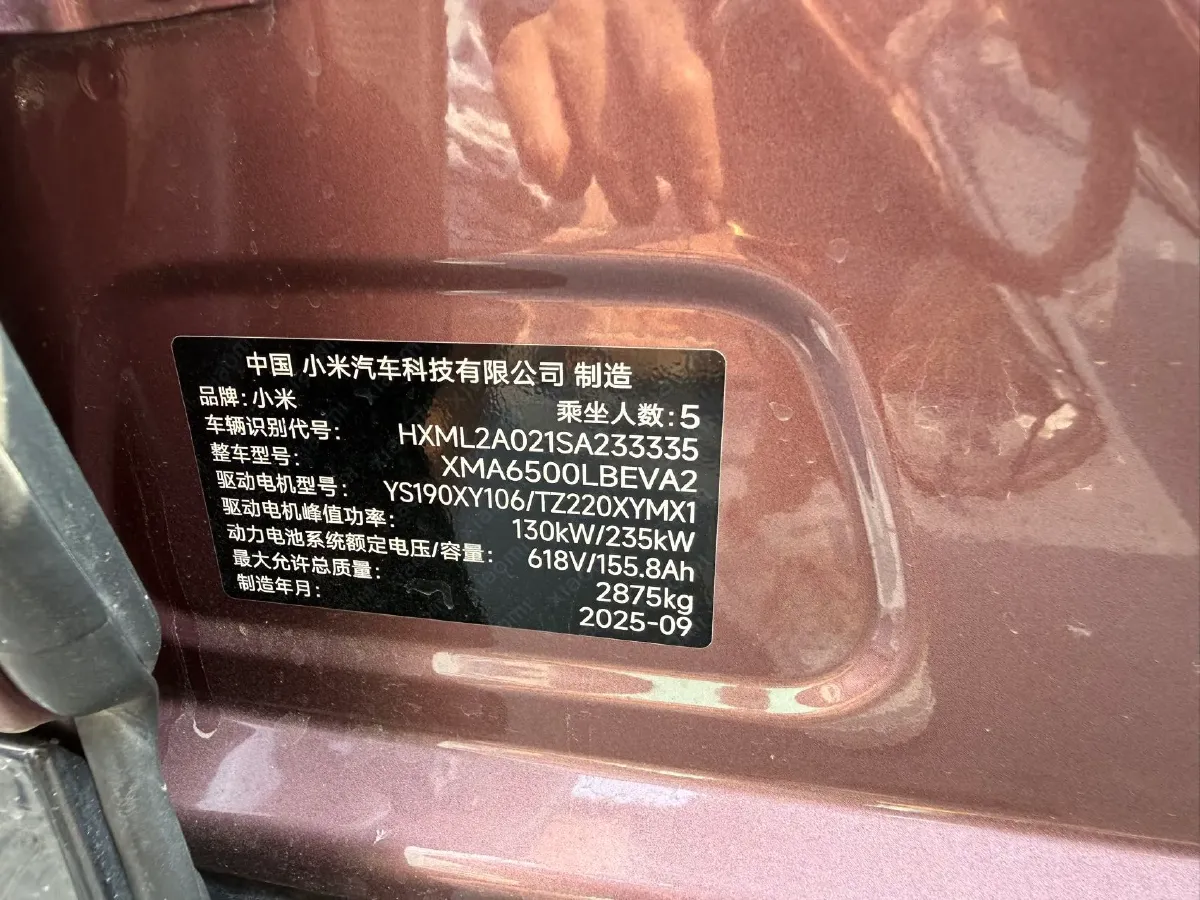 中国 小米汽车科技有限公司 制造
品牌:小米 乘坐人数:5
车辆识别代号: HXML2A021SA233335
整车型号: XMA6500LBEVA2
驱动电机型号: YS190XY106/TZ220XYMX1
驱动电机峰值功率: 130kW/235kW
动力电池系统额定电压/容量: 618V/155.8Ah
最大允许总质量: 2875kg
制造年月: 2025-09